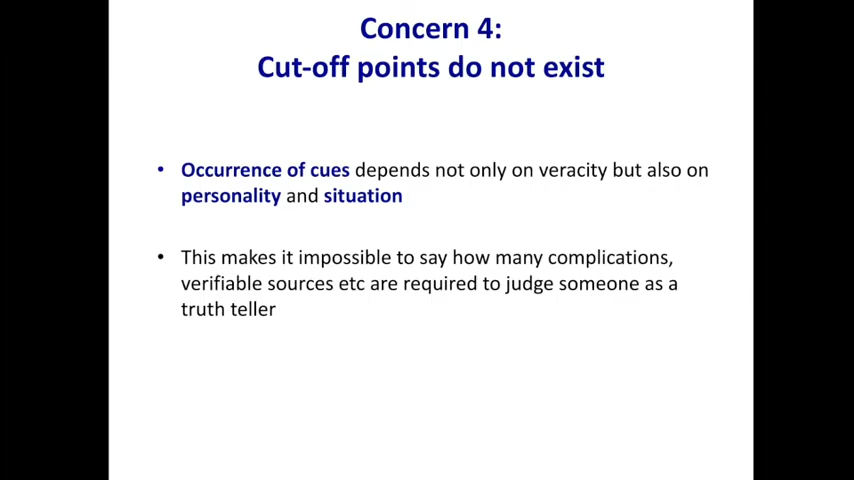 Concern 4:
Cut-off points do not exist
• Occurrence of cues depends not only on veracity but also on
personality and situation
• This makes it impossible to say how many complications,
verifiable sources etc are required to judge someone as a
truth teller